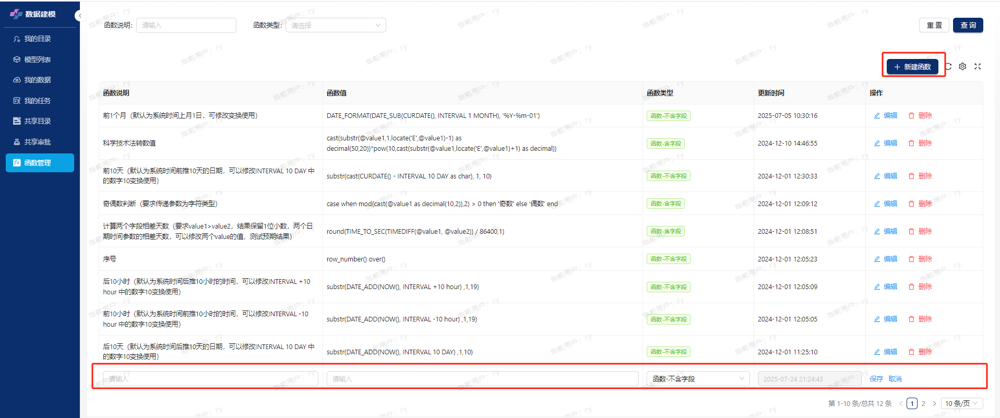 数据建模
函数说明: 请输入 函数类型: 请选择 重 置 查 询
我的目录
模型列表
我的数据
我的任务
共享目录
共享审批
函数管理
+ 新建函数
函数说明 函数值 函数类型 更新时间 操作
前1个月（默认为系统时间上月1日，可修改变换使用） DATE_FORMAT(DATE_SUB(CURDATE(), INTERVAL 1 MONTH), '%Y-%m-01') 函数-不含字段 2025-07-05 10:30:16 编辑 删除
科学技术法转数值 cast(substr(@value1,1,locate('E',@value1)-1) as
decimal(50,20))*pow(10,cast(substr(@value1,locate('E',@value1)+1) as decimal)) 函数-含字段 2024-12-10 14:46:55 编辑 删除
前10天（默认为系统时间前推10天的日期，可以修改INTERVAL 10 DAY 中
的数字10变换使用） substr(cast(CURDATE() - INTERVAL 10 DAY as char), 1, 10) 函数-不含字段 2024-12-01 12:30:33 编辑 删除
奇偶数判断（要求传递参数为字符类型） case when mod(cast(@value1 as decimal(10,2)),2) > 0 then '奇数' else '偶数' end 函数-含字段 2024-12-01 12:09:12 编辑 删除
计算两个字段相差天数（要求value1>value2，结果保留1位小数，两个日
期时间参数的相差天数，可以修改两个value的值，测试预期结果） round(TIME_TO_SEC(TIMEDIFF(@value1, @value2)) / 86400,1) 函数-含字段 2024-12-01 12:08:51 编辑 删除
序号 row_number() over() 函数-不含字段 2024-12-01 12:05:23 编辑 删除
后10小时（默认为系统时间后推10小时的时间，可以修改INTERVAL +10
hour 中的数字10变换使用） substr(DATE_ADD(NOW(), INTERVAL +10 hour) ,1,19) 函数-不含字段 2024-12-01 12:05:09 编辑 删除
前10小时（默认为系统时间前推10小时的时间，可以修改INTERVAL -10
hour 中的数字10变换使用） substr(DATE_ADD(NOW(), INTERVAL -10 hour) ,1,19) 函数-不含字段 2024-12-01 12:05:05 编辑 删除
后10天（默认为系统时间后推10天的日期，可以修改INTERVAL 10 DAY 中
的数字10变换使用） substr(DATE_ADD(NOW(), INTERVAL 10 DAY) ,1,10) 函数-不含字段 2024-12-01 11:25:10 编辑 删除
请输入 请输入 函数-不含字段 2025-07-24 21:24:43 保存 取消
第 1-10 条/总共 12 条 < 1 2 > 10 条/页
当前用户：ry